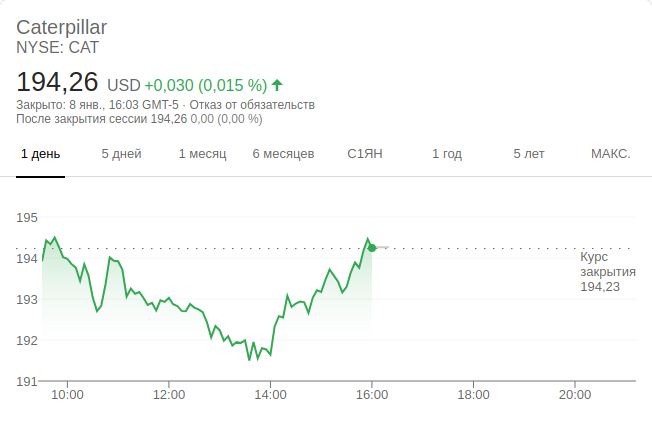 Caterpillar
NYSE: CAT
194,26 USD +0,030 (0,015 %)
Закрыто: 8 янв., 16:03 GMT-5 · Отказ от обязательств
После закрытия сессии 194,26 0,00 (0,00 %)
1 день 5 дней 1 месяц 6 месяцев С1ЯН 1 год 5 лет МАКС.
195
194
Курс
закрытия
194,23
193
192
191
10:00 12:00 14:00 16:00 18:00 20:00